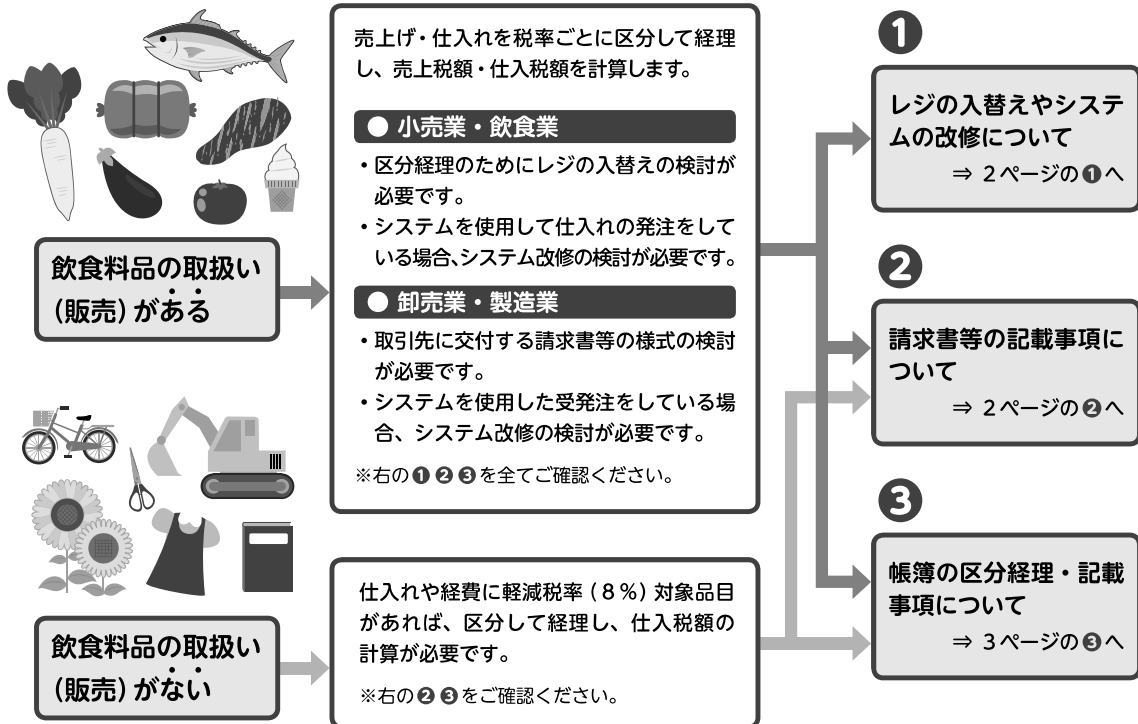 飲食料品の取扱い
（販売）がある
売上げ・仕入れを税率ごとに区分して経理
し、売上税額・仕入税額を計算します。
● 小売業・飲食業
・区分経理のためにレジの入替えの検討が
必要です。
・システムを使用して仕入れの発注をして
いる場合、システム改修の検討が必要です。
● 卸売業・製造業
・取引先に交付する請求書等の様式の検討
が必要です。
・システムを使用した受発注をしている場
合、システム改修の検討が必要です。
※右の❶❷❸を全てご確認ください。
飲食料品の取扱い
（販売）がない
仕入れや経費に軽減税率（８％）対象品目
があれば、区分して経理し、仕入税額の
計算が必要です。
※右の❷❸をご確認ください。
❶
レジの入替えやシステ
ムの改修について
⇒ ２ページの❶へ
❷
請求書等の記載事項に
ついて
⇒ ２ページの❷へ
❸
帳簿の区分経理・記載
事項について
⇒ ３ページの❸へ